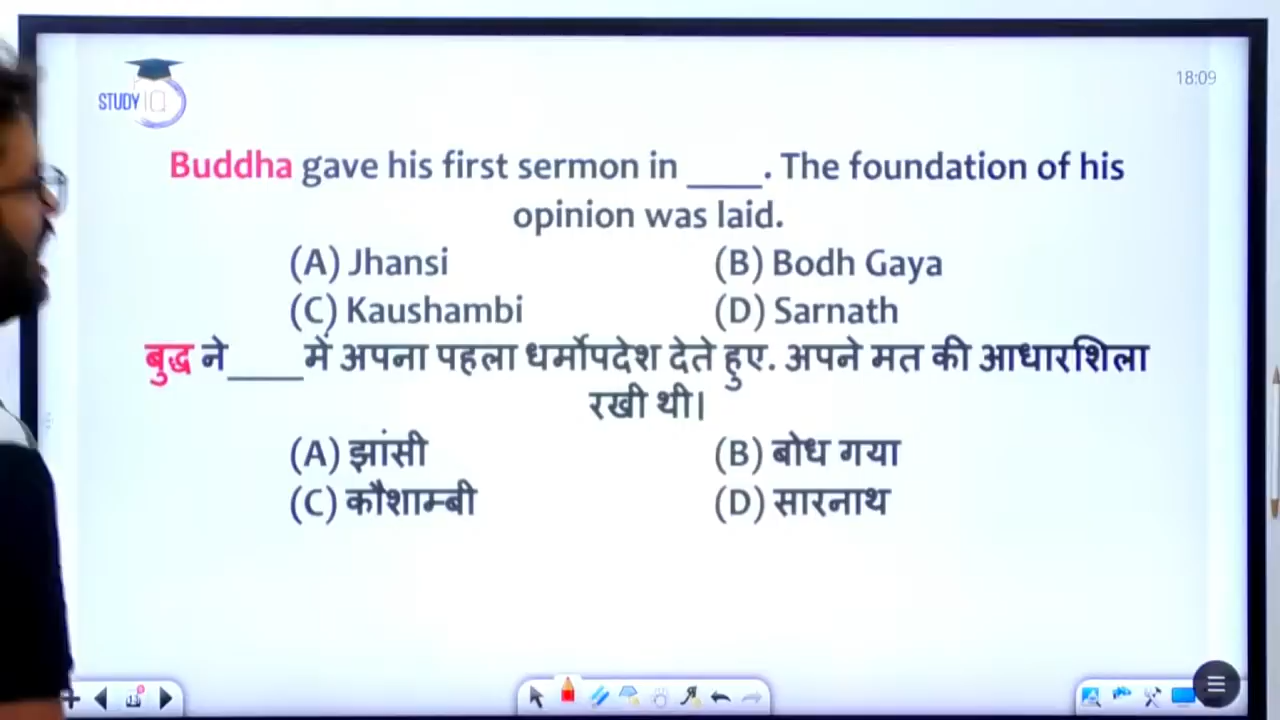 STUDY IQ
18:09
Buddha gave his first sermon in ____. The foundation of his
opinion was laid.
(A) Jhansi (B) Bodh Gaya
(C) Kaushambi (D) Sarnath
बुद्ध ने____में अपना पहला धर्मोपदेश देते हुए. अपने मत की आधारशिला
रखी थी।
(A) झांसी (B) बोध गया
(C) कौशाम्बी (D) सारनाथ